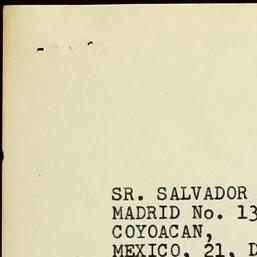 SR. SALVADOR
MADRID No. 13
COYOACAN,
MEXICO, 21, D